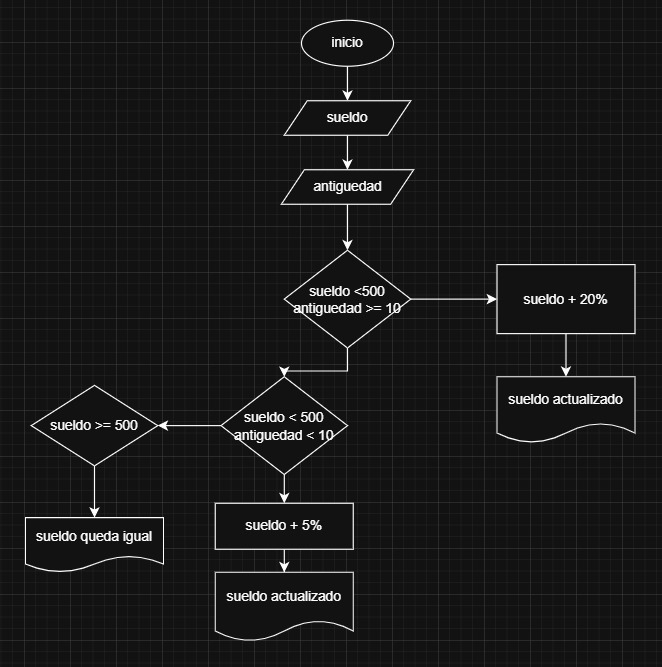 inicio
sueldo
antiguedad
sueldo <500
antiguedad >= 10
sueldo + 20%
sueldo actualizado
sueldo < 500
antiguedad < 10
sueldo >= 500
sueldo + 5%
sueldo queda igual
sueldo actualizado